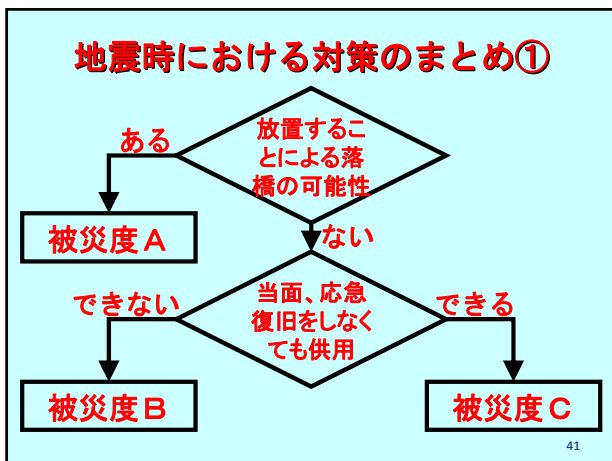 地震時における対策のまとめ①
放置するこ
とによる落
橋の可能性
ある
被災度Ａ
ない
当面、応急
復旧をしなく
ても供用
できない
できる
被災度Ｂ
被災度Ｃ
41